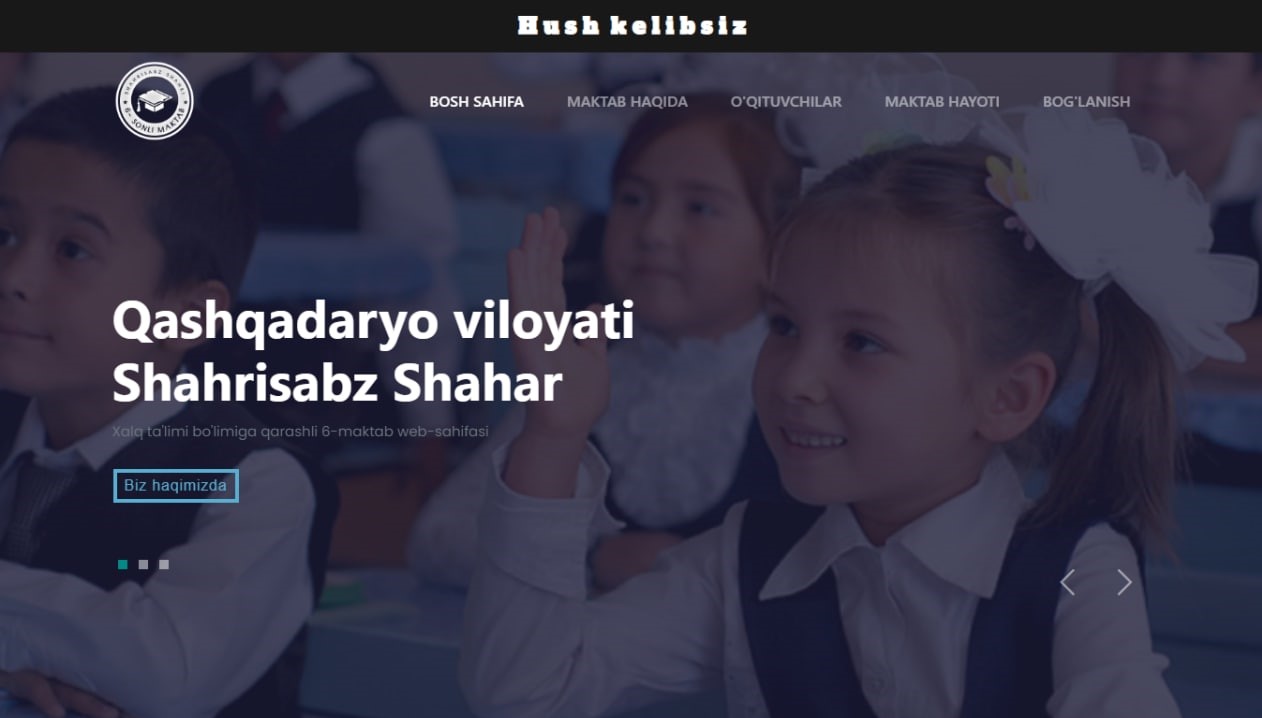 Hush kelibsiz
SHAHRISABZ SHAHRI
6- SONLI MAKTAB
BOSH SAHIFA MAKTAB HAQIDA O'QITUVCHILAR MAKTAB HAYOTI BOG'LANISH
Qashqadaryo viloyati
Shahrisabz Shahar
Xalq ta'limi bo'limiga qarashli 6-maktab web-sahifasi
Biz haqimizda